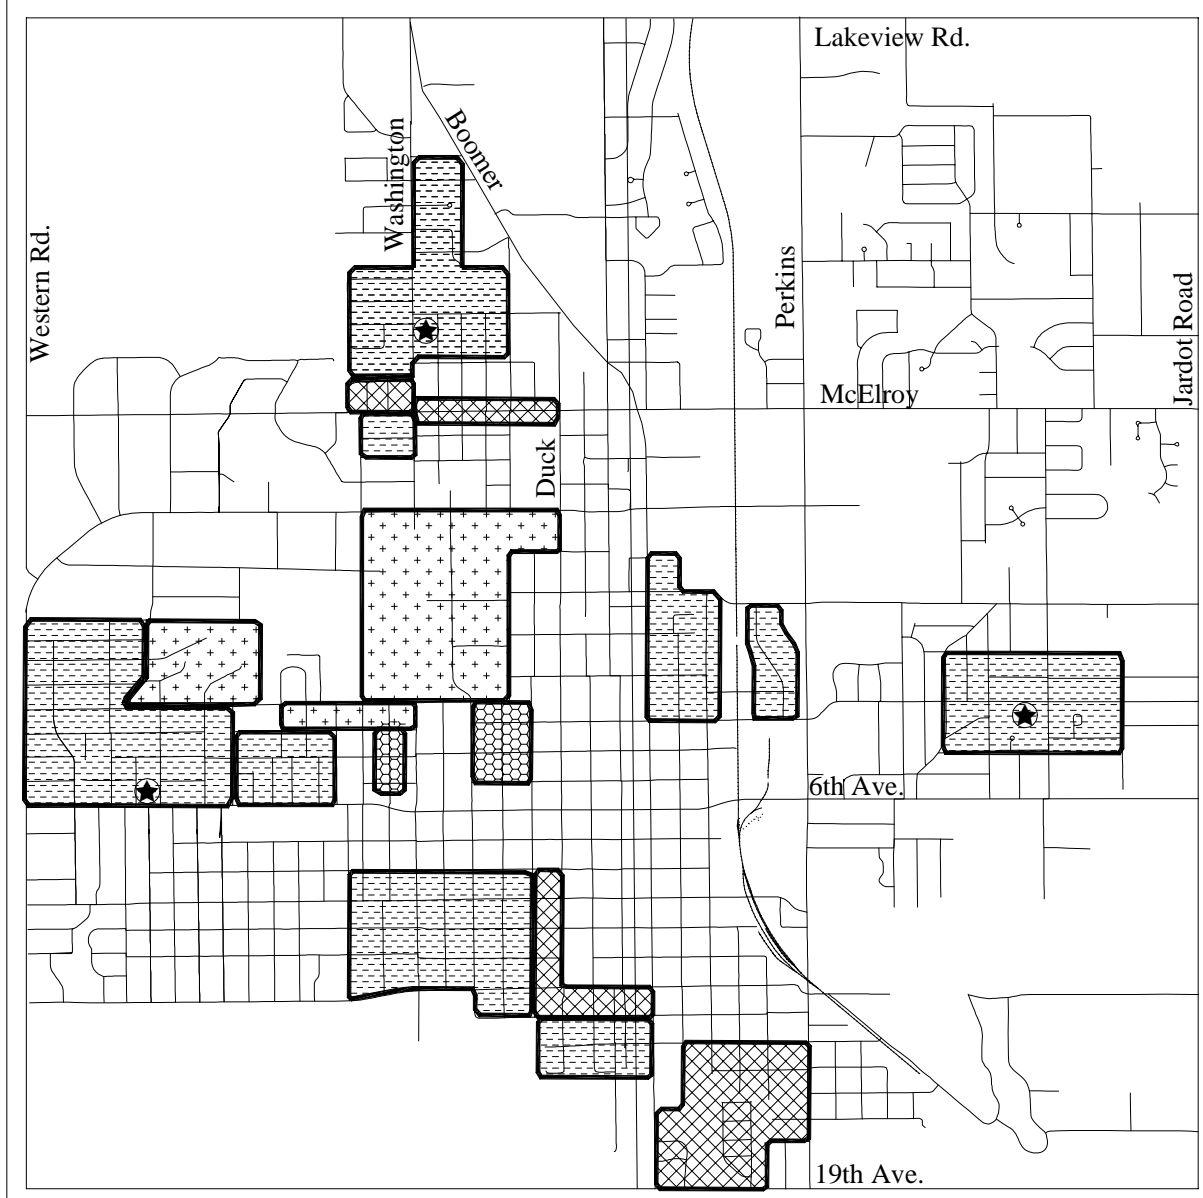 Lakeview Rd.
Washington
Boomer
Western Rd.
Perkins
Jardot Road
McElroy
Duck
6th Ave.
19th Ave.